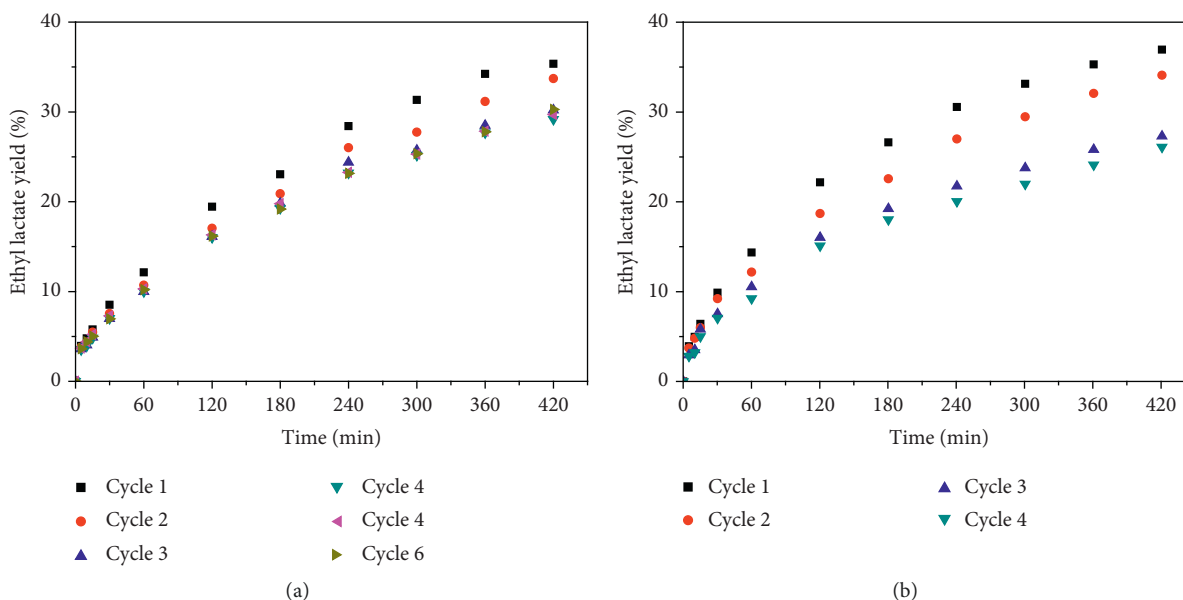 40
30
20
10
0
Ethyl lactate yield (%)
0 60 120 180 240 300 360 420
Time (min)
Cycle 1
Cycle 2
Cycle 3
Cycle 4
Cycle 4
Cycle 6
(a)
40
30
20
10
0
Ethyl lactate yield (%)
0 60 120 180 240 300 360 420
Time (min)
Cycle 1
Cycle 2
Cycle 3
Cycle 4
(b)